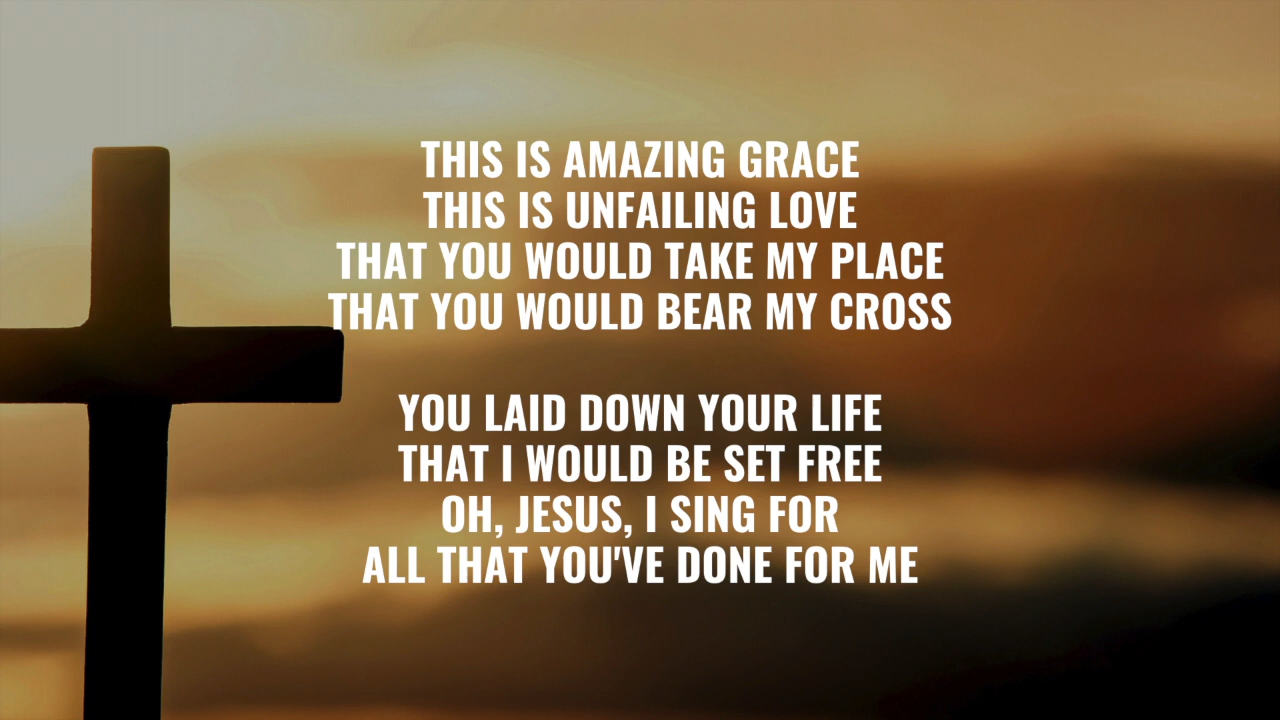 THIS IS AMAZING GRACE
THIS IS UNFAILING LOVE
THAT YOU WOULD TAKE MY PLACE
THAT YOU WOULD BEAR MY CROSS
YOU LAID DOWN YOUR LIFE
THAT I WOULD BE SET FREE
OH, JESUS, I SING FOR
ALL THAT YOU'VE DONE FOR ME